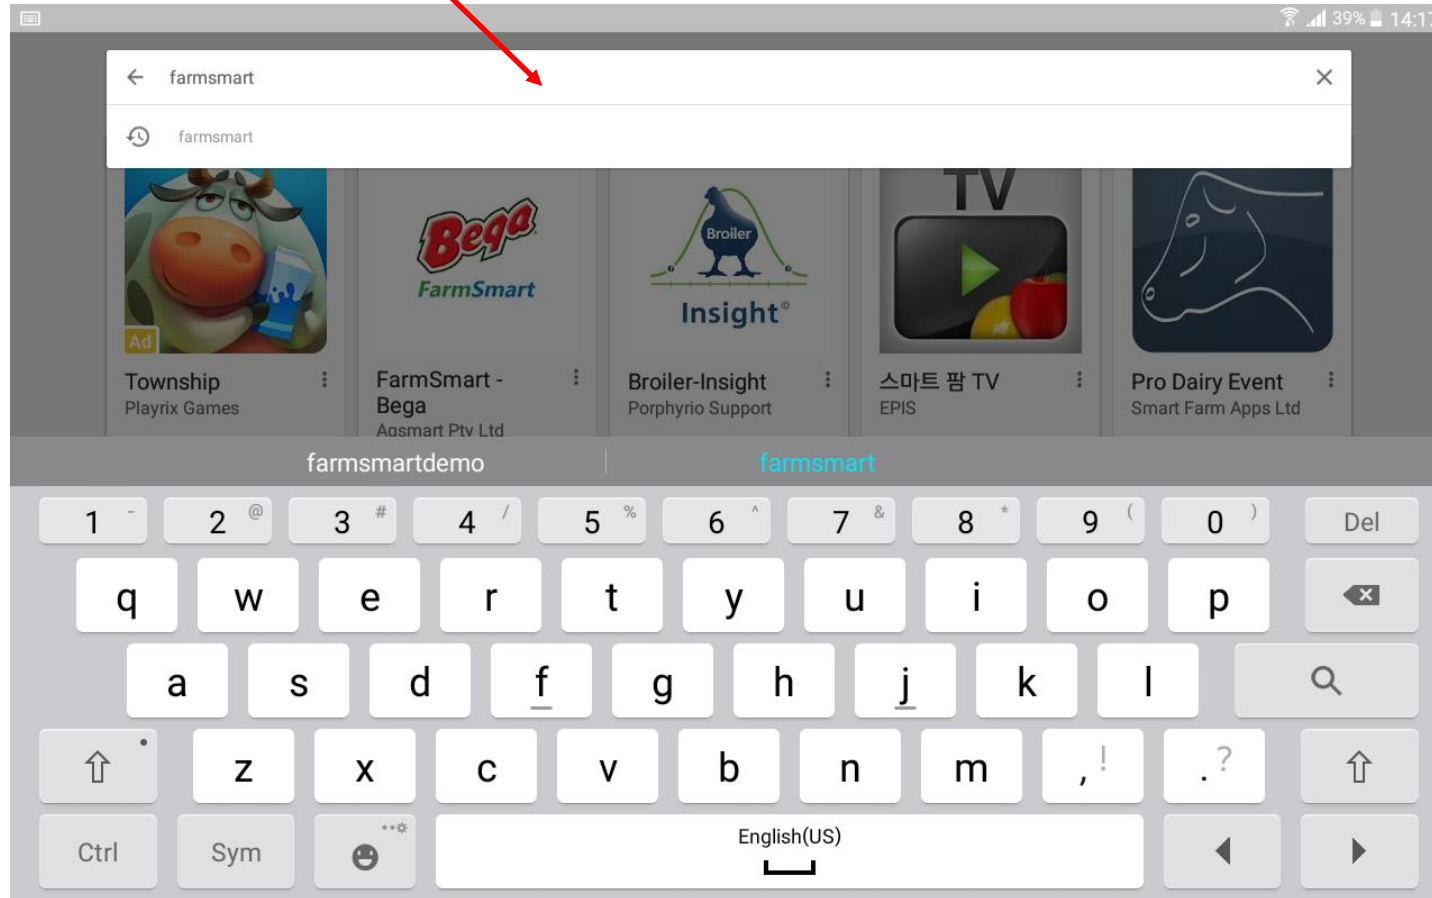 39% 14:17
farmsmart
farmsmart
TV
Bega
FarmSmart
Broiler
Insight©
Ad
Township
Playrix Games
FarmSmart -
Bega
Agsmart Pty Ltd
Broiler-Insight
Porphyrio Support
스마트 팜 TV
EPIS
Pro Dairy Event
Smart Farm Apps Ltd
farmsmartdemo farmsmart
1 - 2 @ 3 # 4 / 5 % 6 ^ 7 & 8 * 9 ( 0 ) Del
q w e r t y u i o p
a s d f g h j k l
z x c v b n m , ! . ?
Ctrl Sym English(US)